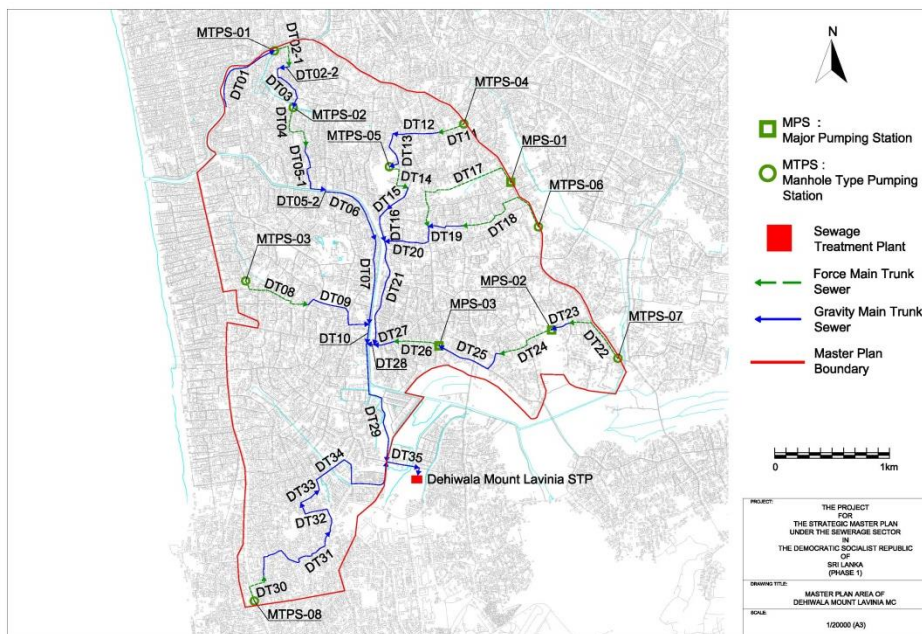 MTPS-01
DT02-1
DT01
DT02-2
DT03
MTPS-02
DT04
MTPS-05
MTPS-04
DT12
DT11
DT13
MPS-01
DT05-1
DT14
DT17
DT15
MTPS-06
DT05-2
DT06
DT16
DT18
DT19
DT20
MTPS-03
DT07
DT21
DT08
DT09
MPS-02
MPS-03
DT23
MTPS-07
DT10
DT27
DT26
DT24
DT22
DT28
DT25
DT29
DT34
DT35
Dehiwala Mount Lavinia STP
DT33
DT32
DT31
DT30
MTPS-08
N
MPS :
Major Pumping
Station
MTPS :
Manhole Type Pumping
Station
Sewage
Treatment Plant
Force Main Trunk
Sewer
Gravity Main Trunk
Sewer
Master Plan
Boundary
0 1km
PROJECT:
THE PROJECT
FOR
THE STRATEGIC MASTER PLAN
UNDER THE SEWERAGE SECTOR
IN
THE DEMOCRATIC SOCIALIST REPUBLIC
OF
SRI LANKA
(PHASE 1)
DRAWING TITLE:
MASTER PLAN AREA OF
DEHIWALA MOUNT LAVINIA MC
SCALE:
1/20000 (A3)